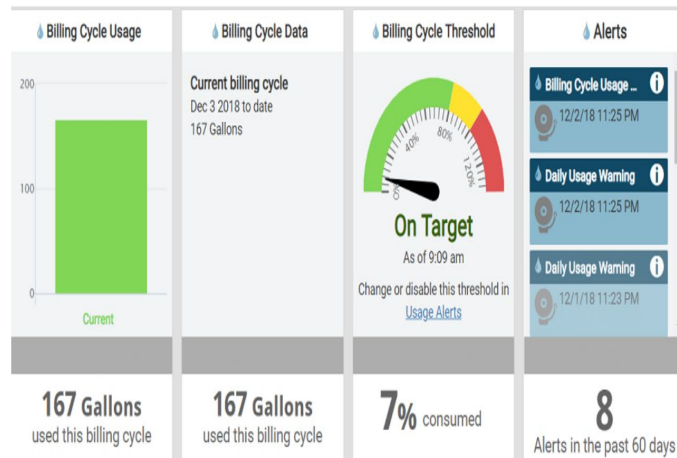 Billing Cycle Usage
200
100
0
Current
167 Gallons
used this billing cycle
Billing Cycle Data
Current billing cycle
Dec 3 2018 to date
167 Gallons
167 Gallons
used this billing cycle
Billing Cycle Threshold
0%
40%
80%
120%
On Target
As of 9:09 am
Change or disable this threshold in
Usage Alerts
7% consumed
Alerts
Billing Cycle Usage ...
12/2/18 11:25 PM
Daily Usage Warning
12/2/18 11:25 PM
Daily Usage Warning
12/1/18 11:23 PM
8
Alerts in the past 60 days